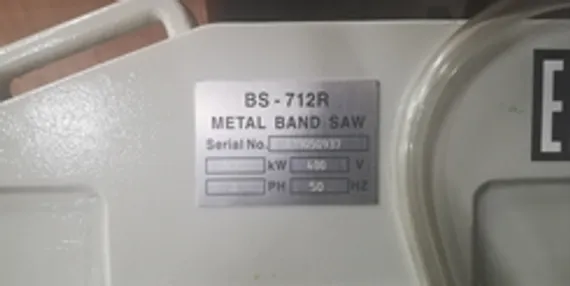 BS - 712R
METAL BAND SAW
Serial No.
kW 400 V
PH 50 HZ
E